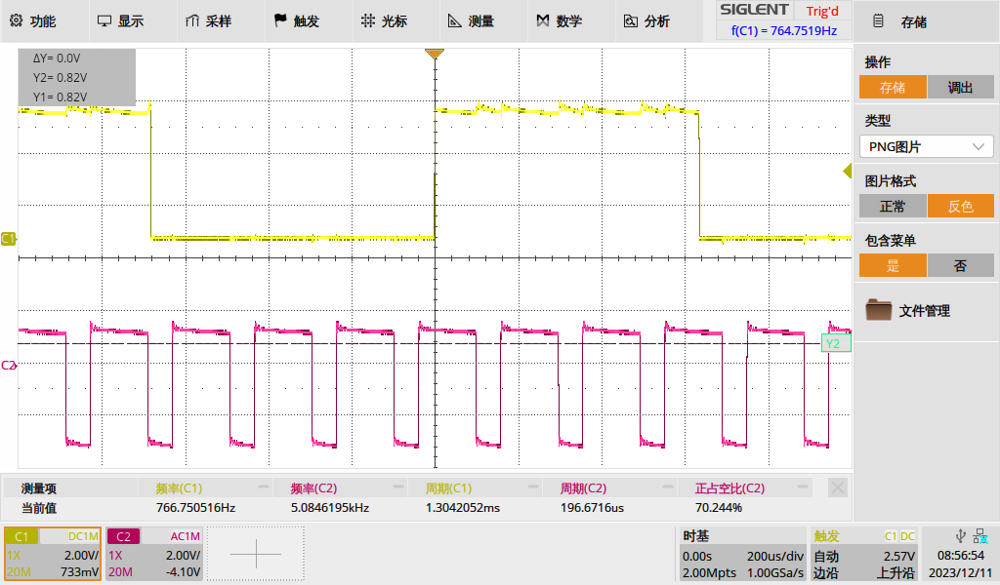 功能 显示 采样 触发 光标 测量 数学 分析 SIGLENT Trig'd 存储
f(C1) = 764.7519Hz
ΔY= 0.0V
Y2= 0.82V
Y1= 0.82V
操作
存储 调出
类型
PNG图片
图片格式
正常 反色
包含菜单
是 否
文件管理
C1
Y2
C2
测量项 频率(C1) 频率(C2) 周期(C1) 周期(C2) 正占空比(C2)
当前值 766.750516Hz 5.0846195kHz 1.3042052ms 196.6716us 70.244%
C1 DC1M C2 AC1M 时基 触发 C1 DC
1X 2.00V/ 1X 2.00V/ 0.00s 200us/div 自动 2.57V 08:56:54
20M 733mV 20M -4.10V 2.00Mpts 1.00GSa/s 边沿 上升沿 2023/12/11